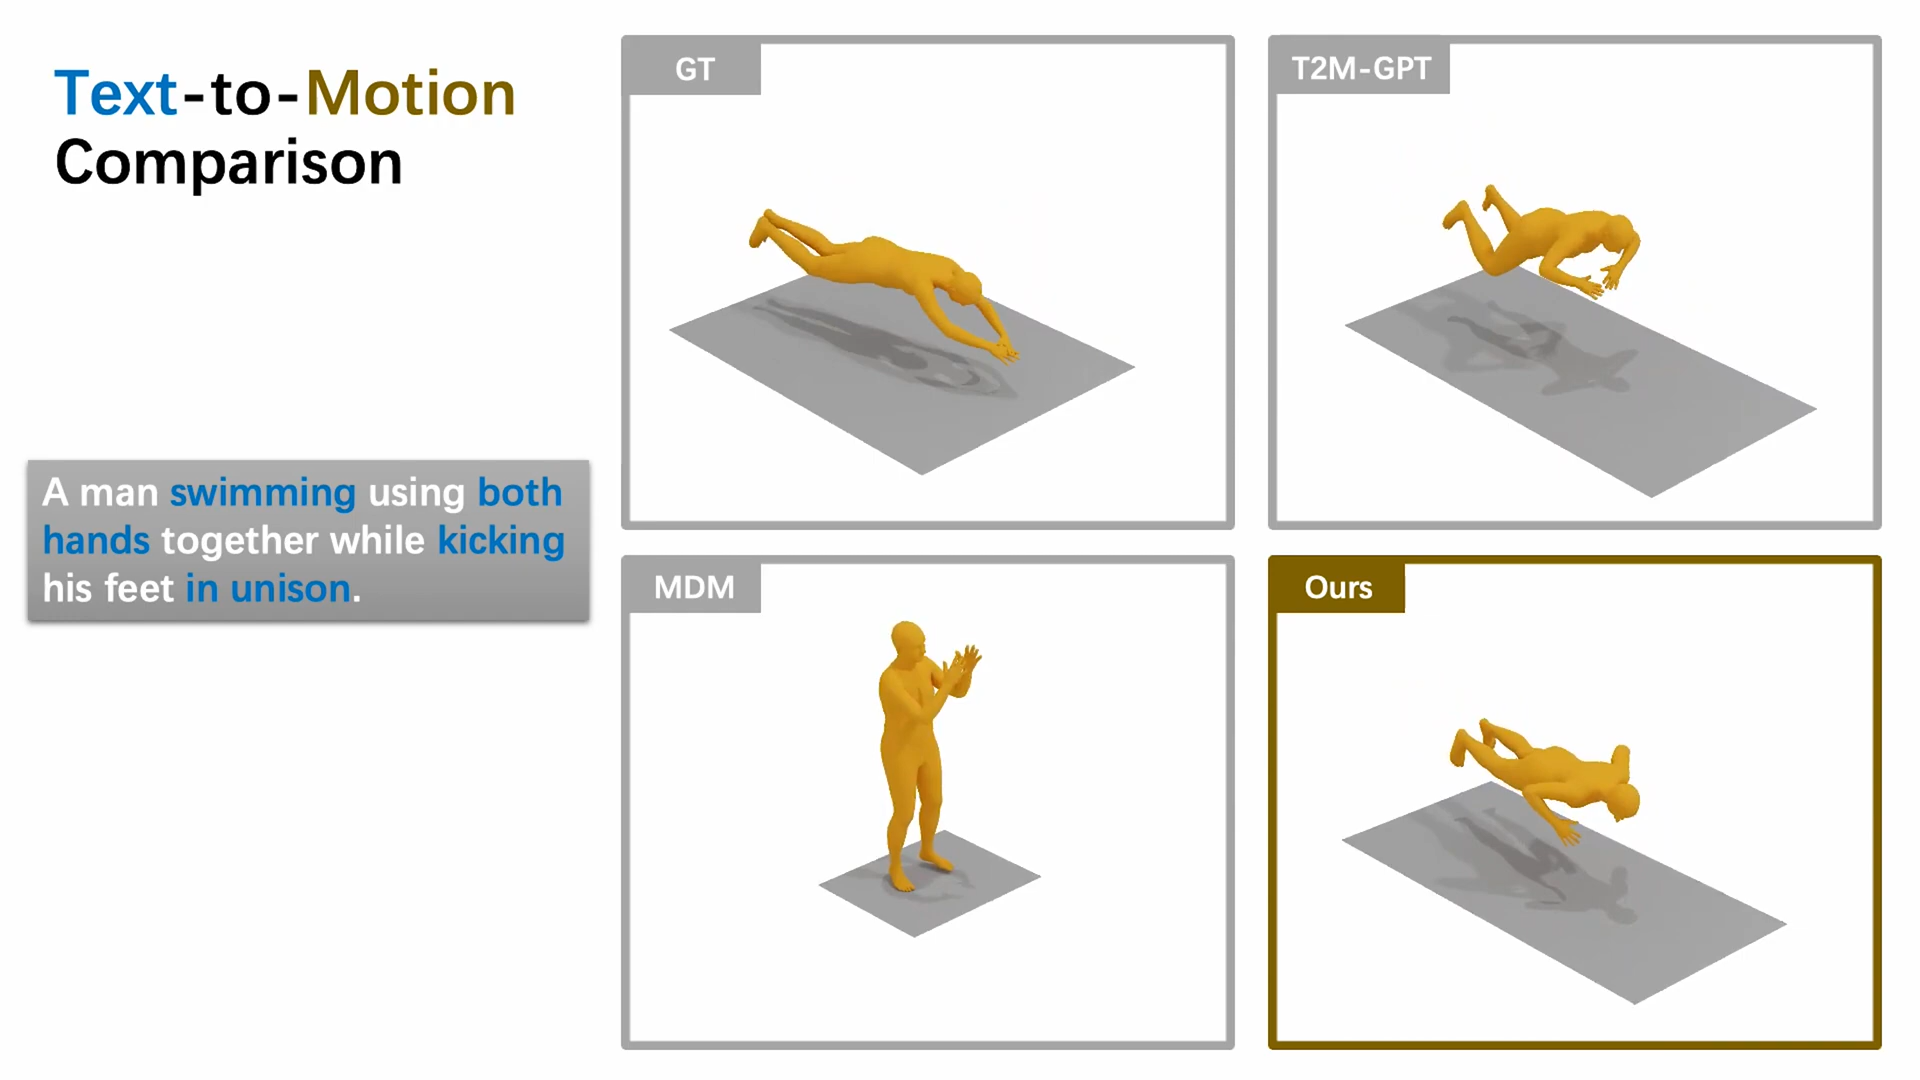 Text-to-Motion
Comparison
A man swimming using both
hands together while kicking
his feet in unison.
GT
T2M-GPT
MDM
Ours